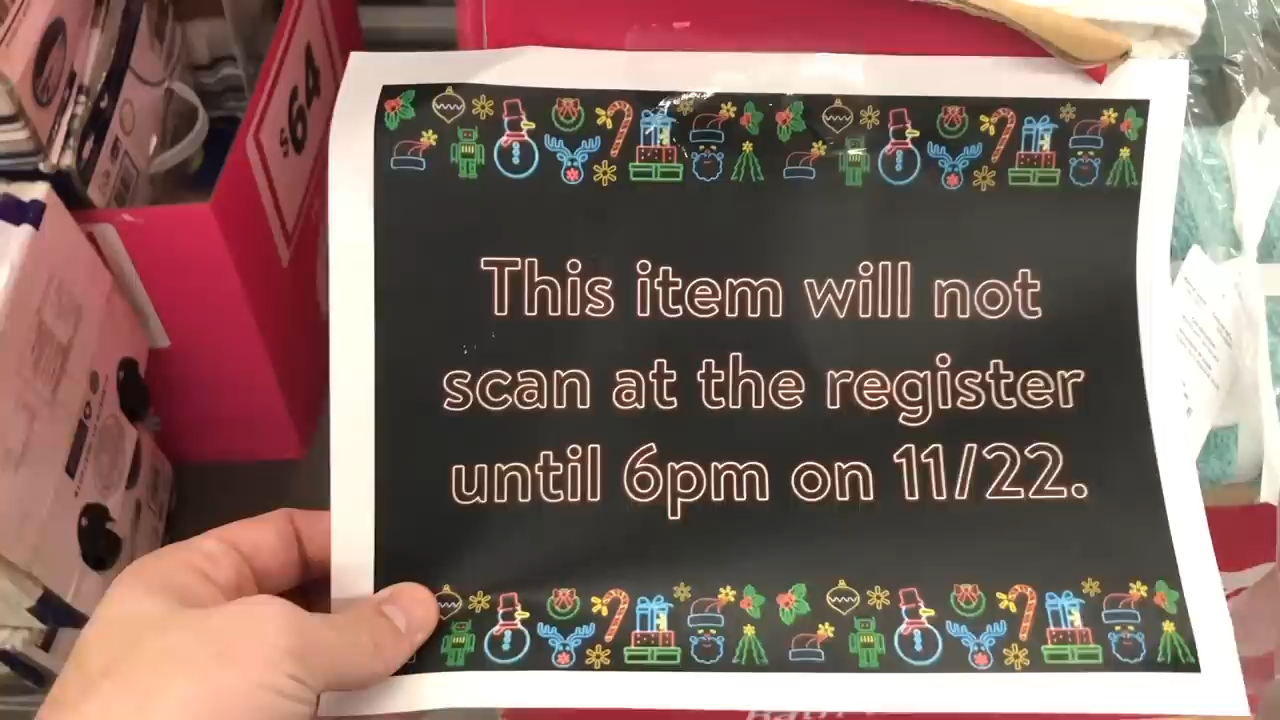 $64
This item will not
scan at the register
until 6pm on 11/22.